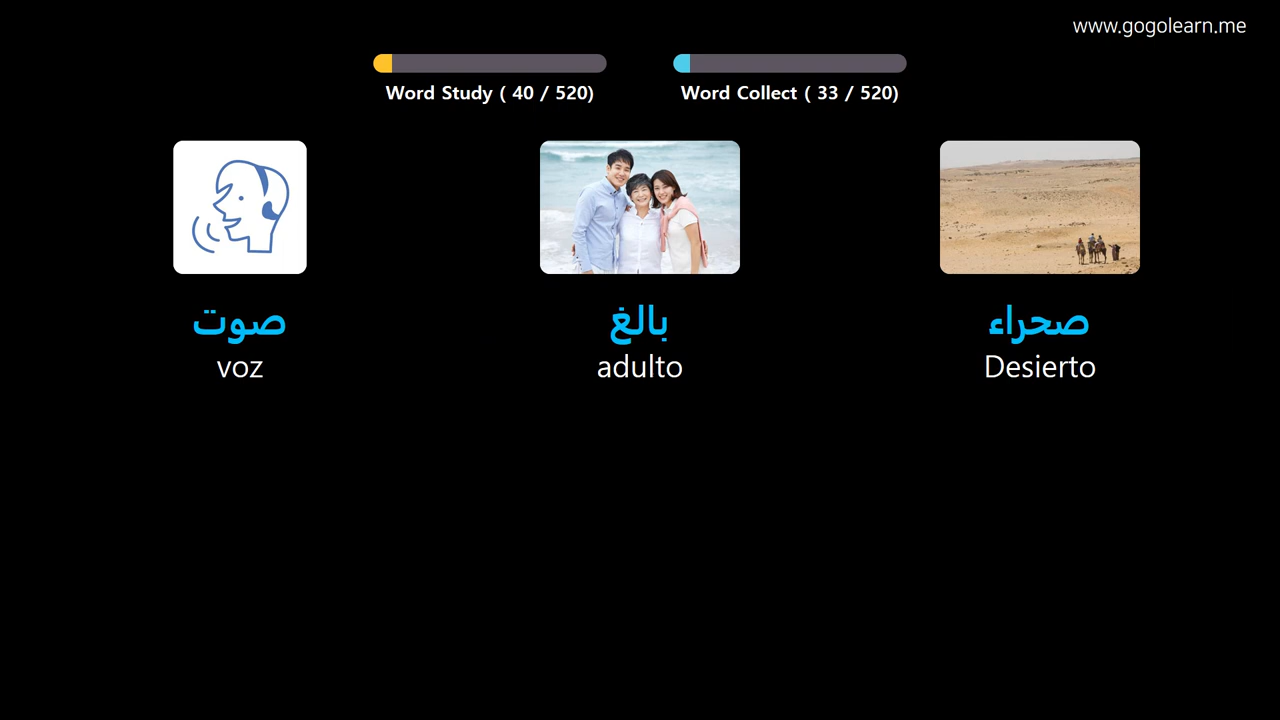 www.gogolearn.me
Word Study ( 40 / 520)
Word Collect ( 33 / 520)
صوت
voz
بالغ
adulto
صحراء
Desierto